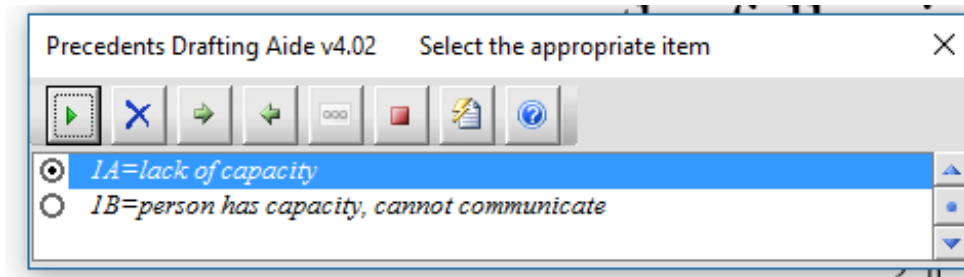 Precedents Drafting Aide v4.02 Select the appropriate item
1A=lack of capacity
1B=person has capacity, cannot communicate